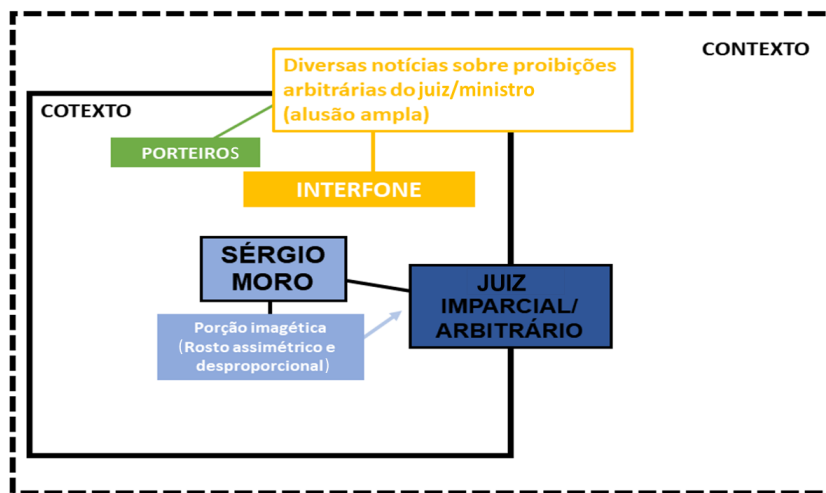 CONTEXTO
Diversas notícias sobre proibições
arbitrárias do juiz/ministro
(alusão ampla)
COTEXTO
PORTEIROS
INTERFONE
SÉRGIO
MORO
JUIZ
IMPARCIAL/
ARBITRÁRIO
Porção imagética
(Rosto assimétrico e
desproporcional)